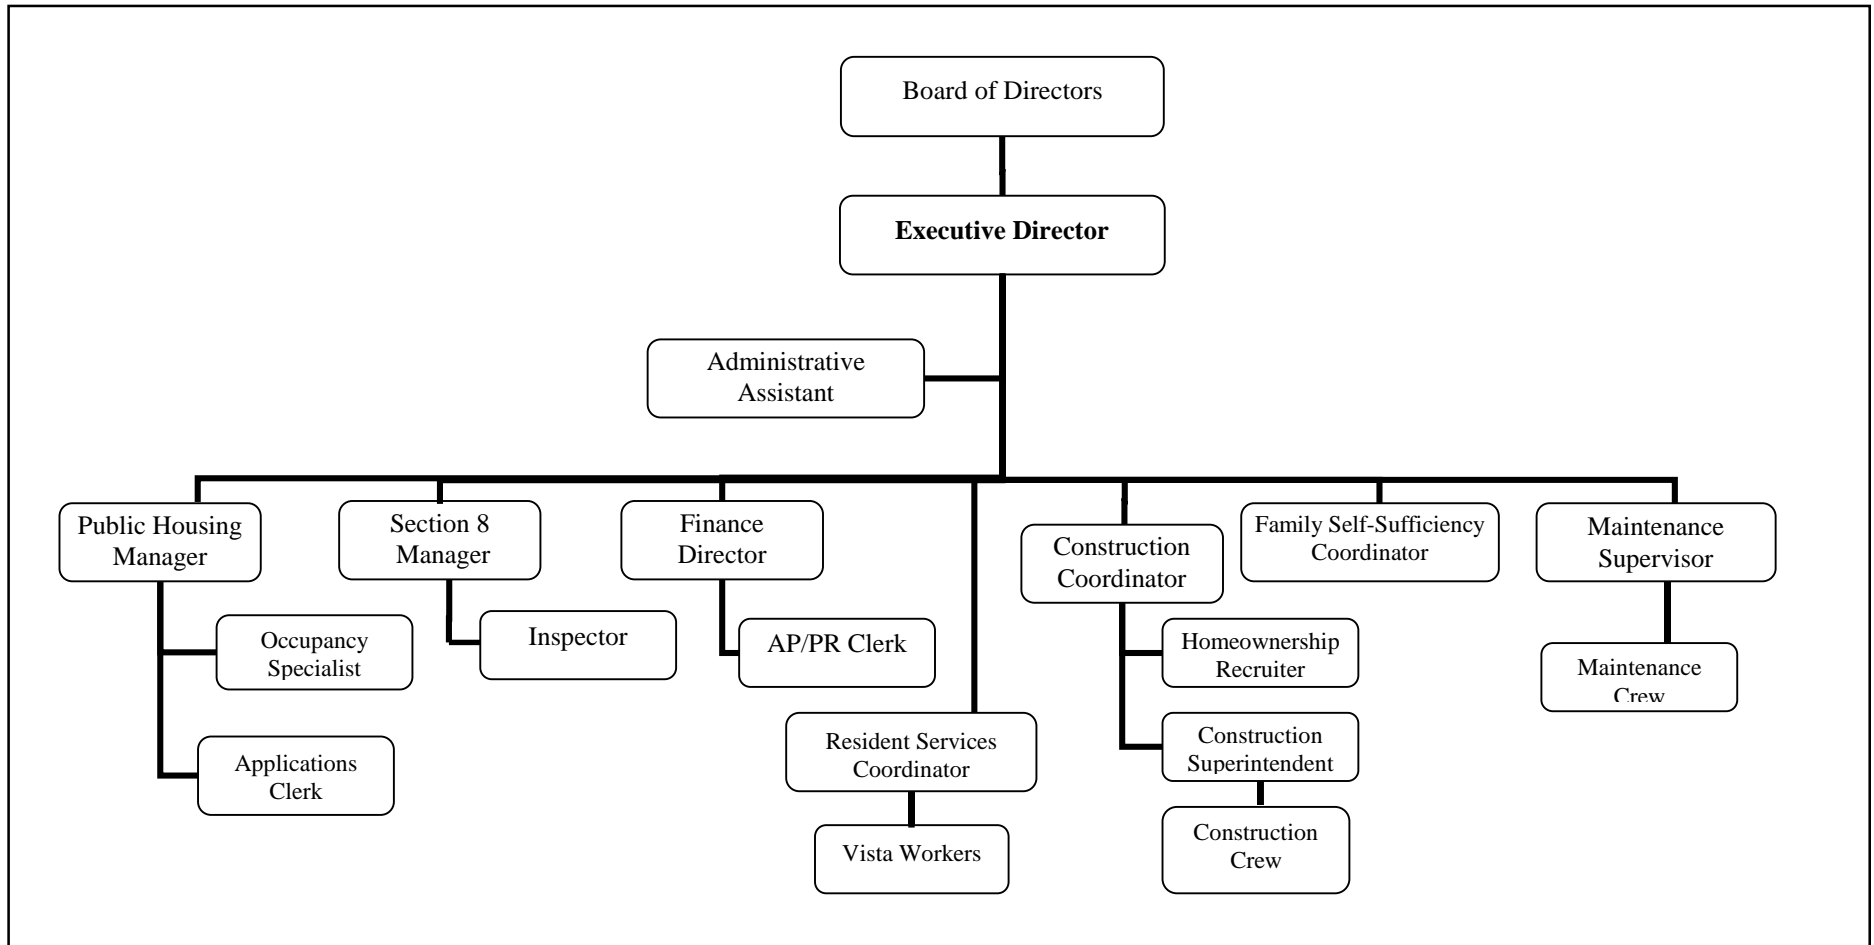 Board of Directors
Executive Director
Administrative
Assistant
Public Housing
Manager
Section 8
Manager
Finance
Director
Construction
Coordinator
Family Self-Sufficiency
Coordinator
Maintenance
Supervisor
Occupancy
Specialist
Inspector
AP/PR Clerk
Homeownership
Recruiter
Maintenance
Crew
Applications
Clerk
Resident Services
Coordinator
Construction
Superintendent
Vista Workers
Construction
Crew